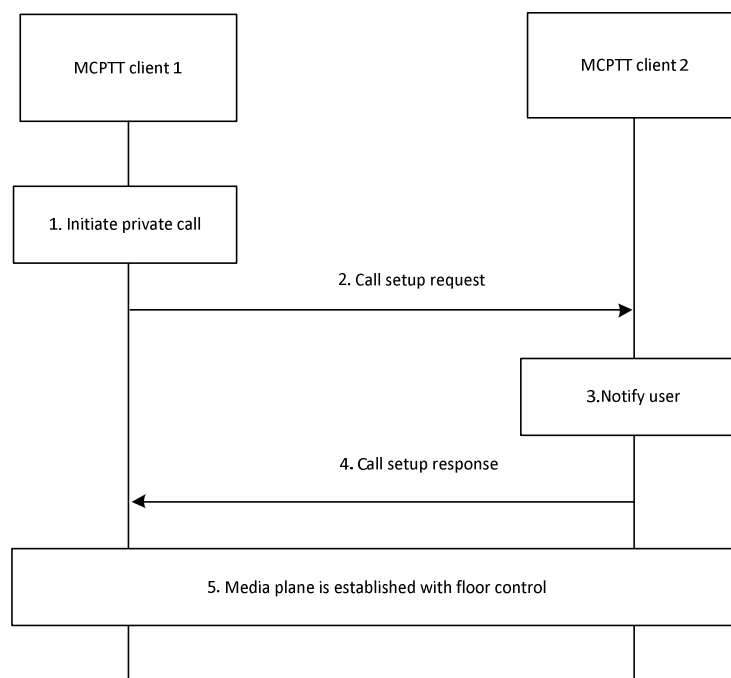 MCPTT client 1
MCPTT client 2
1. Initiate private call
2. Call setup request
3.Notify user
4. Call setup response
5. Media plane is established with floor control